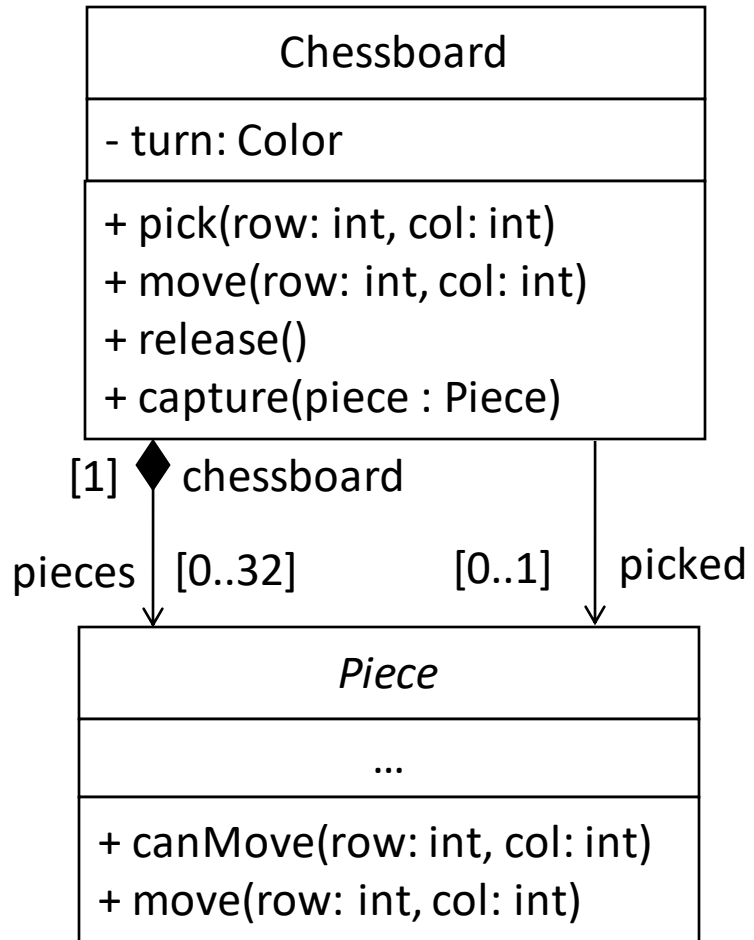 Chessboard
- turn: Color
+ pick(row: int, col: int)
+ move(row: int, col: int)
+ release()
+ capture(piece : Piece)
[1] chessboard
pieces [0..32] [0..1] picked
Piece
...
+ canMove(row: int, col: int)
+ move(row: int, col: int)